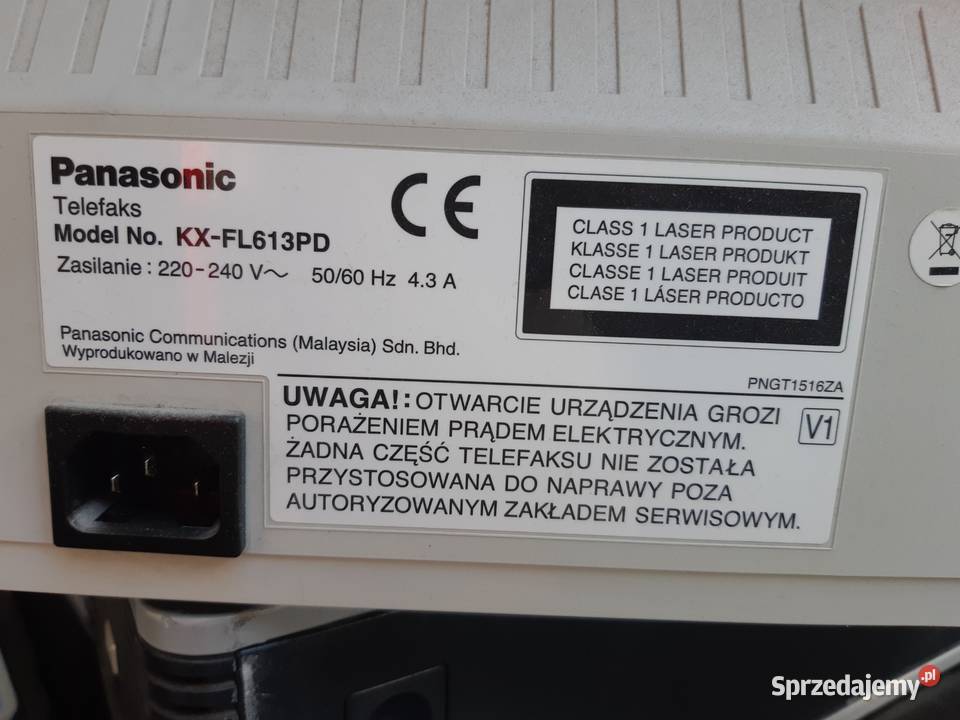 Panasonic
Telefaks
Model No. KX-FL613PD
Zasilanie : 220-240 V～ 50/60 Hz 4.3 A
Panasonic Communications (Malaysia) Sdn. Bhd.
Wyprodukowano w Malezji
CE
CLASS 1 LASER PRODUCT
KLASSE 1 LASER PRODUKT
CLASSE 1 LASER PRODUIT
CLASE 1 LÁSER PRODUCTO
PNGT1516ZA
UWAGA!: OTWARCIE URZĄDZENIA GROZI
PORAŻENIEM PRĄDEM ELEKTRYCZNYM.
ŻADNA CZĘŚĆ TELEFAKSU NIE ZOSTAŁA
PRZYSTOSOWANA DO NAPRAWY POZA
AUTORYZOWANYM ZAKŁADEM SERWISOWYM.
V1
Sprzedajemy.pl